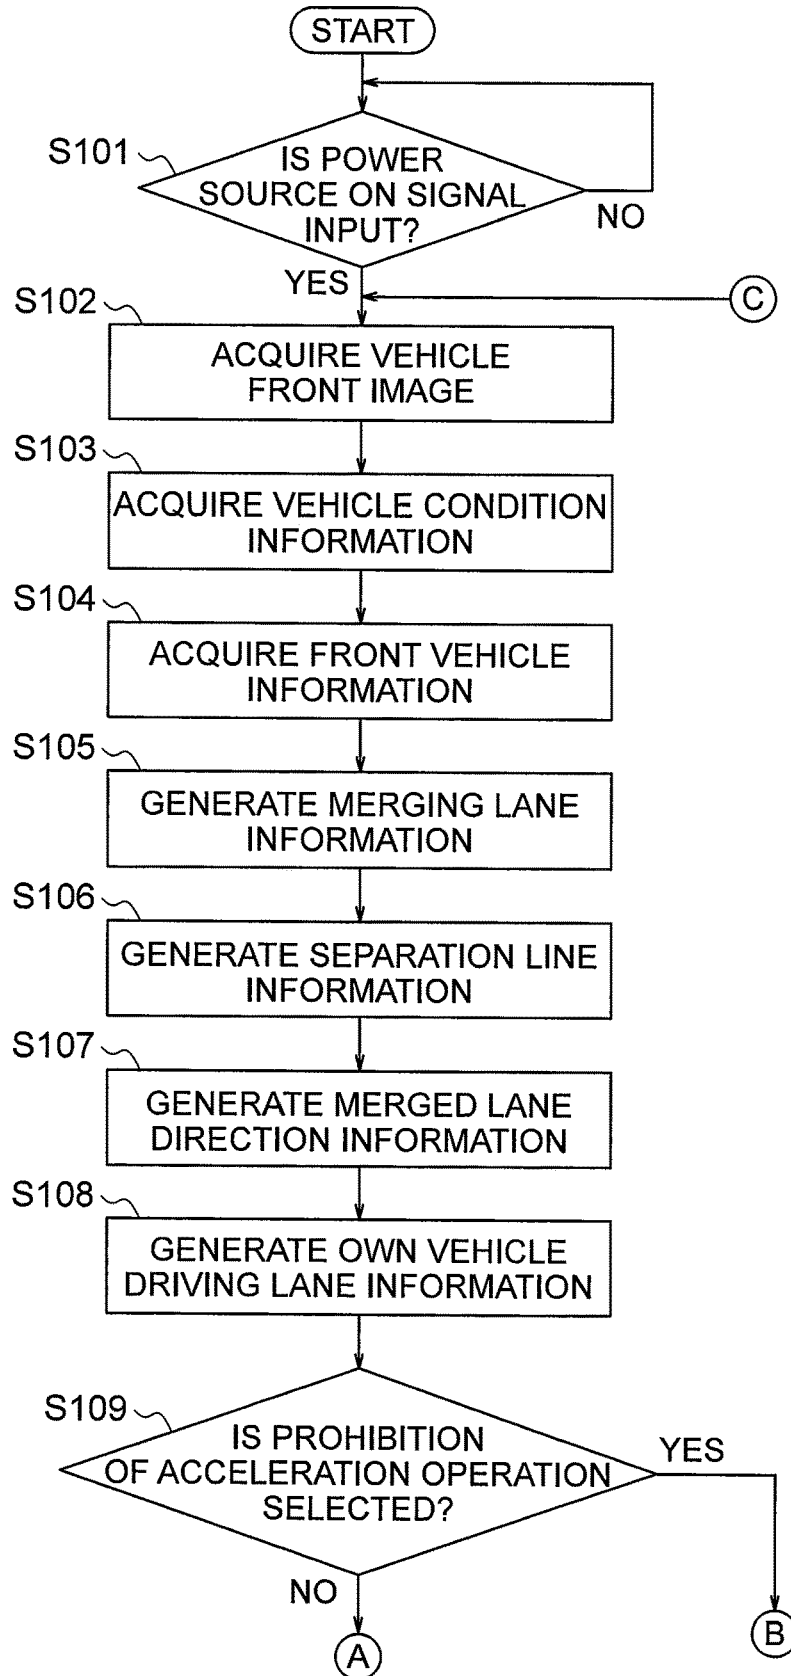 START
S101
IS POWER
SOURCE ON SIGNAL
INPUT?
NO
YES
C
S102
ACQUIRE VEHICLE
FRONT IMAGE
S103
ACQUIRE VEHICLE CONDITION
INFORMATION
S104
ACQUIRE FRONT VEHICLE
INFORMATION
S105
GENERATE MERGING LANE
INFORMATION
S106
GENERATE SEPARATION LINE
INFORMATION
S107
GENERATE MERGED LANE
DIRECTION INFORMATION
S108
GENERATE OWN VEHICLE
DRIVING LANE INFORMATION
S109
IS PROHIBITION
OF ACCELERATION OPERATION
SELECTED?
YES
NO
A
B